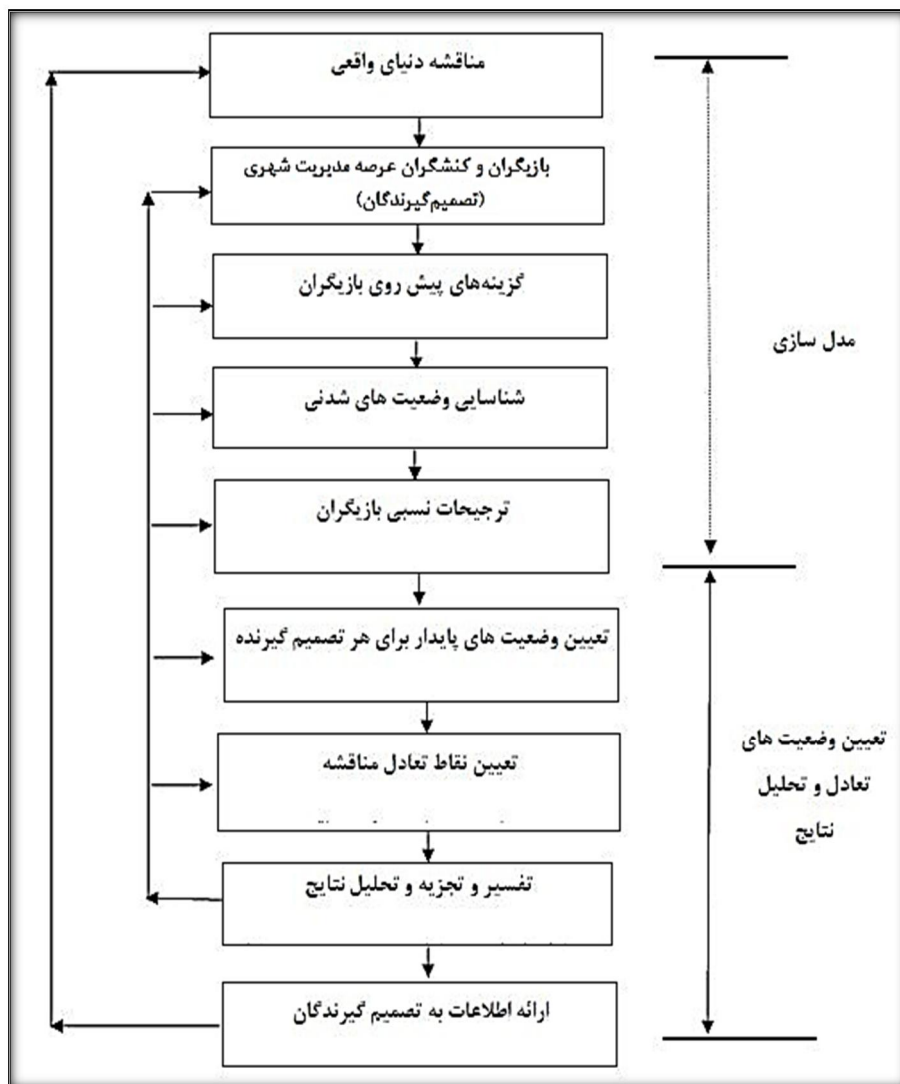 مناقشه دنیای واقعی
بازیگران و کنشگران عرصه مدیریت شهری
(تصمیم‌گیرندگان)
گزینه‌های پیش روی بازیگران
شناسایی وضعیت های شدنی
ترجیحات نسبی بازیگران
تعیین وضعیت های پایدار برای هر تصمیم گیرنده
تعیین نقاط تعادل مناقشه
تفسیر و تجزیه و تحلیل نتایج
ارائه اطلاعات به تصمیم گیرندگان
مدل سازی
تعیین وضعیت های
تعادل و تحلیل
نتایج